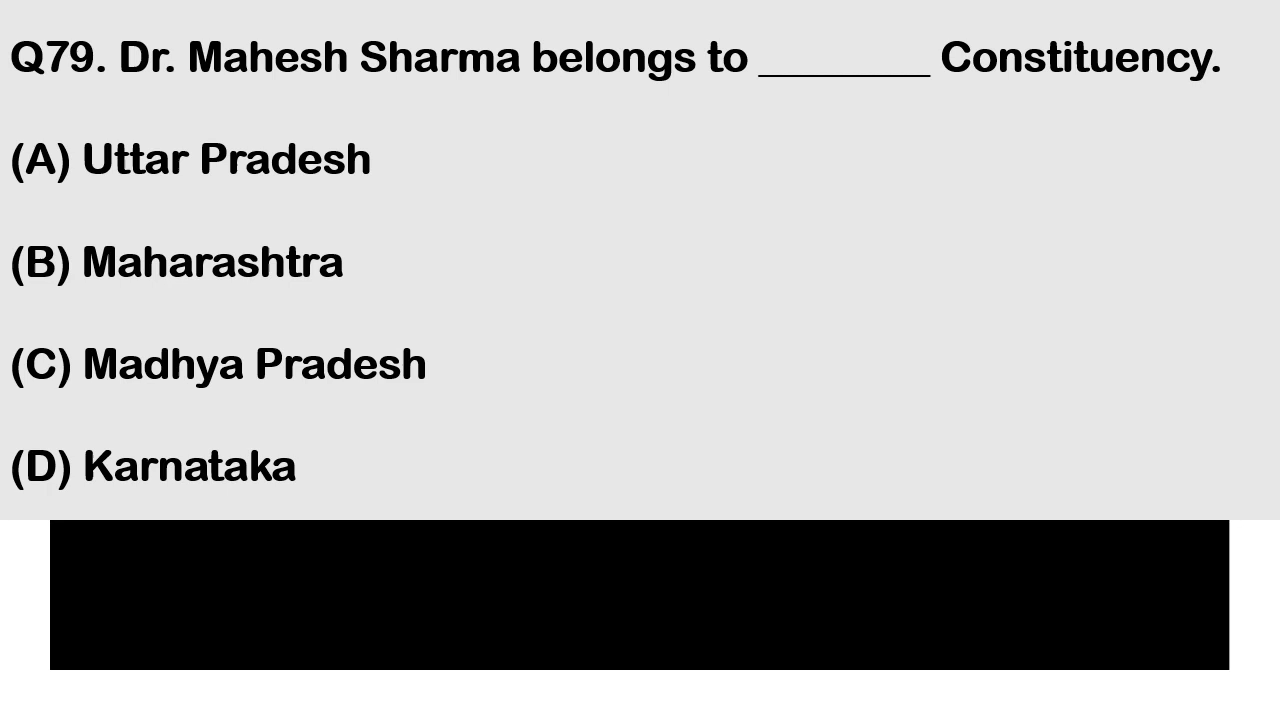 Q79. Dr. Mahesh Sharma belongs to ________ Constituency.
(A) Uttar Pradesh
(B) Maharashtra
(C) Madhya Pradesh
(D) Karnataka